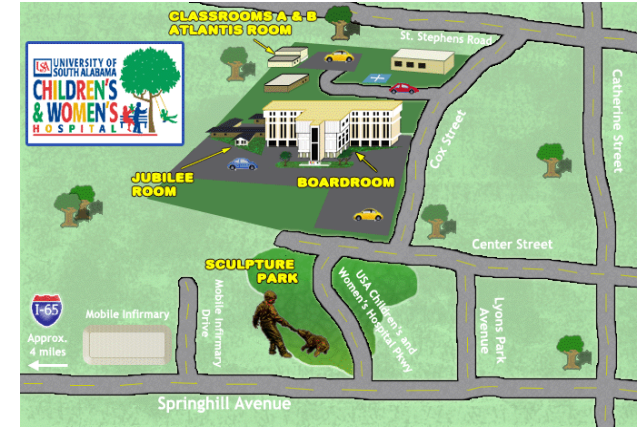 CLASSROOMS A & B
ATLANTIS ROOM
BOARDROOM
St. Stephens Road
USA
UNIVERSITY OF
SOUTH ALABAMA
CHILDREN'S
& WOMEN'S
HOSPITAL
Catherine Street
Cox Street
JUBILEE
ROOM
BOARDROOM
Center Street
SCULPTURE
PARK
USA Children's and
Women's Hospital Pkwy
Mobile Infirmary
Drive
Lyons Park
Avenue
I-65
Mobile Infirmary
Approx.
4 miles
Springhill Avenue